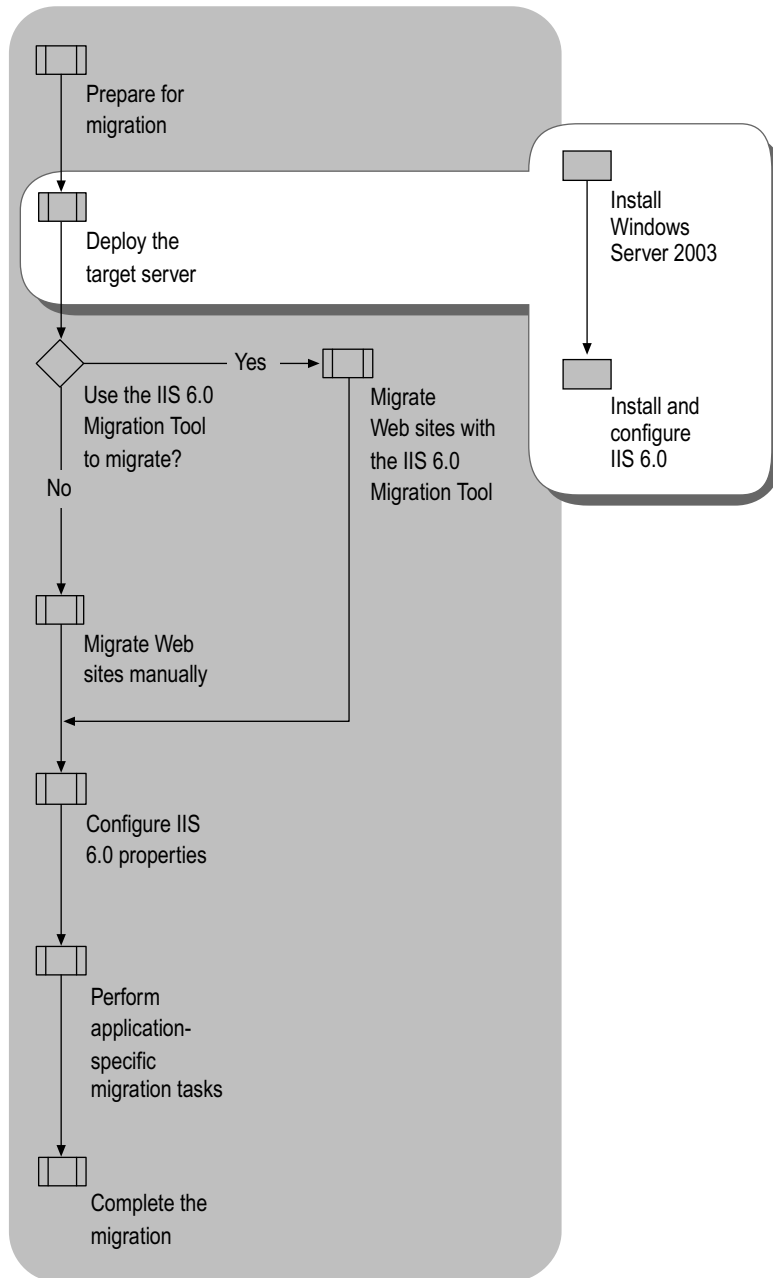 Prepare for
migration
Deploy the
target server
Install
Windows
Server 2003
Install and
configure
IIS 6.0
Use the IIS 6.0
Migration Tool
to migrate?
Yes
Migrate
Web sites with
the IIS 6.0
Migration Tool
No
Migrate Web
sites manually
Configure IIS
6.0 properties
Perform
application-
specific
migration tasks
Complete the
migration